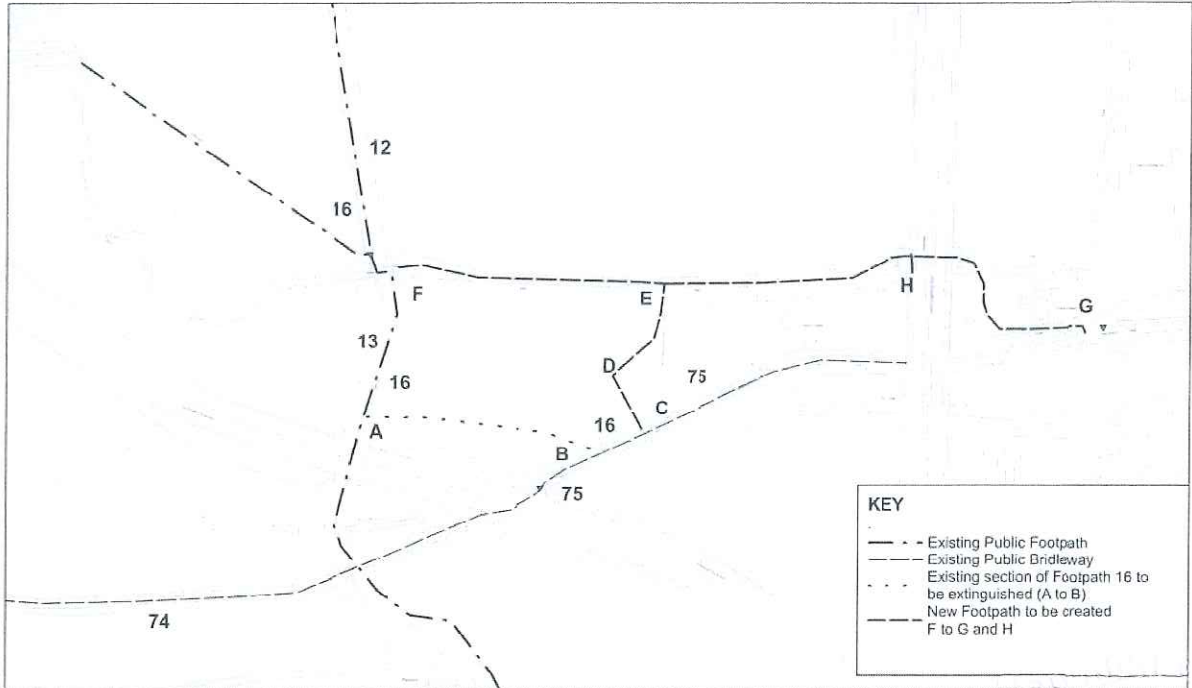 12
16
F
E
H
G
13
D
75
16
C
A
16
B
75
74
KEY
Existing Public Footpath
Existing Public Bridleway
Existing section of Footpath 16 to
be extinguished (A to B)
New Footpath to be created
F to G and H